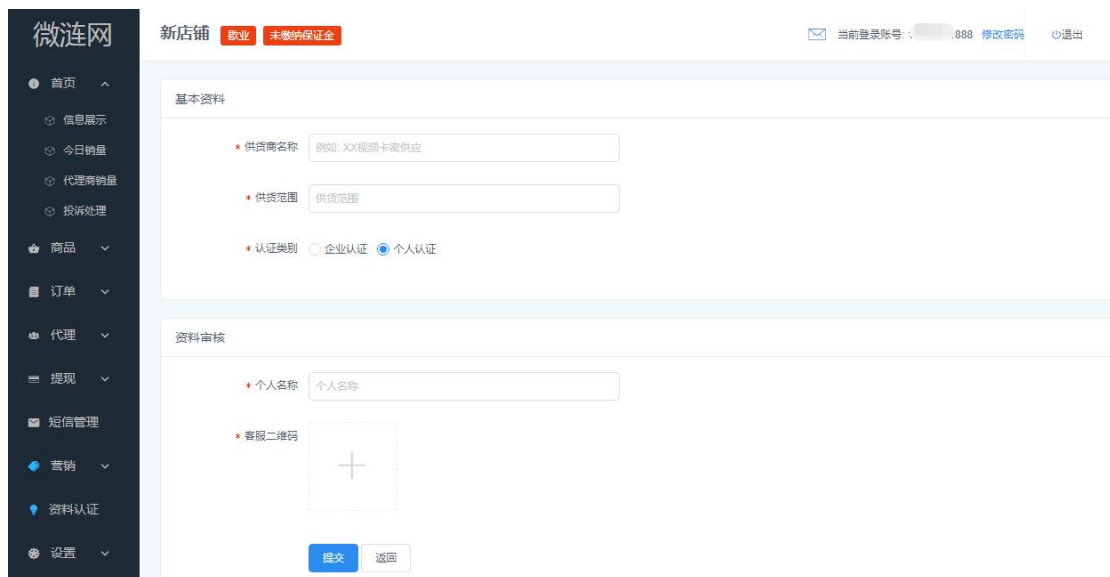 微涟网
新店铺 歇业 未缴纳保证金
当前登录账号: 888 修改密码 退出
首页
信息展示
今日销量
代理商销量
投诉处理
商品
订单
代理
提现
短信管理
营销
资料认证
设置
基本资料
* 供货商名称 例如: XX视频卡密供应
* 供货范围 供货范围
* 认证类别 企业认证 个人认证
资料审核
* 个人名称 个人名称
* 客服二维码
提交 返回